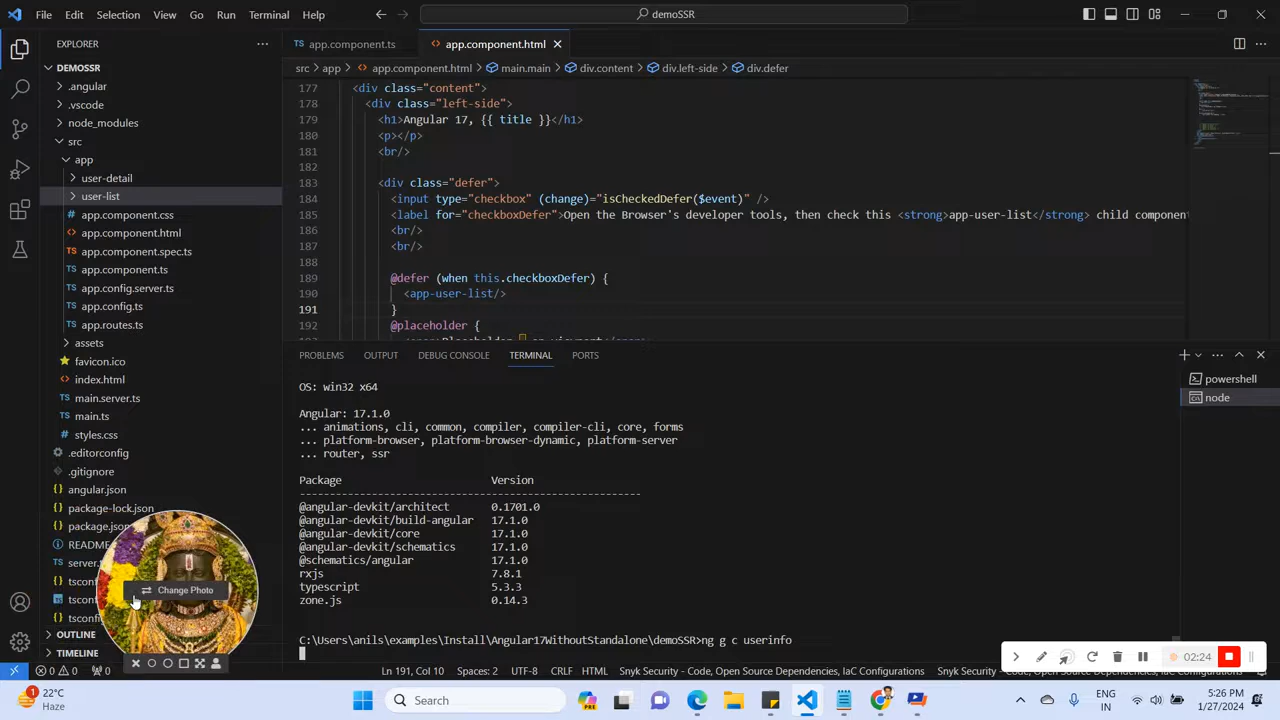 File Edit Selection View Go Run Terminal Help
demoSSR
EXPLORER
DEMOSSR
.angular
.vscode
node_modules
src
app
user-detail
user-list
app.component.css
app.component.html
app.component.spec.ts
app.component.ts
app.config.server.ts
app.config.ts
app.routes.ts
assets
favicon.ico
index.html
main.server.ts
main.ts
styles.css
.editorconfig
.gitignore
angular.json
package-lock.json
package.json
README
server.ts
OUTLINE
TIMELINE
Change Photo
TS app.component.ts
app.component.html
src > app > app.component.html > main.main > div.content > div.left-side > div.defer
177 <div class="content">
178 <div class="left-side">
179 <h1>Angular 17, {{ title }}</h1>
180 <p></p>
181 <br/>
182
183 <div class="defer">
184 <input type="checkbox" (change)="isCheckedDefer($event)" />
185 <label for="checkboxDefer">Open the Browser's developer tools, then check this <strong>app-user-list</strong> child component
186 <br/>
187 <br/>
188
189 @defer (when this.checkboxDefer) {
190 <app-user-list/>
191 }
192 @placeholder {
PROBLEMS OUTPUT DEBUG CONSOLE TERMINAL PORTS
powershell
node
OS: win32 x64
Angular: 17.1.0
... animations, cli, common, compiler, compiler-cli, core, forms
... platform-browser, platform-browser-dynamic, platform-server
... router, ssr
Package Version
------------------------------------------------------
@angular-devkit/architect 0.1701.0
@angular-devkit/build-angular 17.1.0
@angular-devkit/core 17.1.0
@angular-devkit/schematics 17.1.0
@schematics/angular 17.1.0
rxjs 7.8.1
typescript 5.3.3
zone.js 0.14.3
C:\Users\anils\examples\Install\Angular17WithoutStandalone\demoSSR>ng g c userinfo
02:24
0 0 0 Ln 191, Col 10 Spaces: 2 UTF-8 CRLF HTML Snyk Security - Code, Open Source Dependencies, IaC Configurations
1 22°C
Haze
Search
PRE
ENG
IN
5:26 PM
1/27/2024